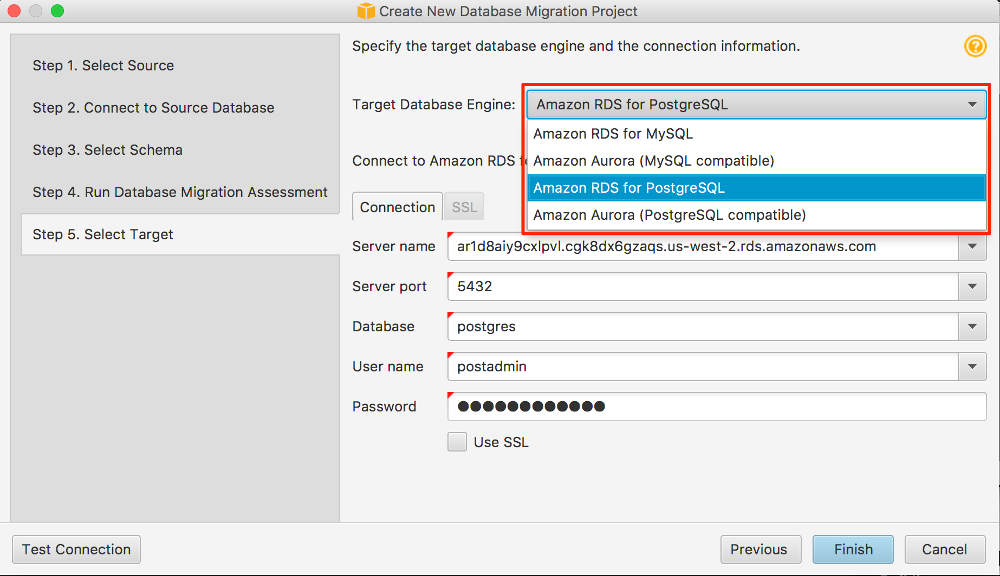 Create New Database Migration Project
Step 1. Select Source
Step 2. Connect to Source Database
Step 3. Select Schema
Step 4. Run Database Migration Assessment
Step 5. Select Target
Specify the target database engine and the connection information.
?
Target Database Engine: Amazon RDS for PostgreSQL
Amazon RDS for MySQL
Amazon Aurora (MySQL compatible)
Amazon RDS for PostgreSQL
Amazon Aurora (PostgreSQL compatible)
Connect to Amazon RDS
Connection SSL
Server name ar1d8aiy9cxlpvl.cgk8dx6gzaqs.us-west-2.rds.amazonaws.com
Server port 5432
Database postgres
User name postadmin
Password ●●●●●●●●●●●●
Use SSL
Test Connection Previous Finish Cancel